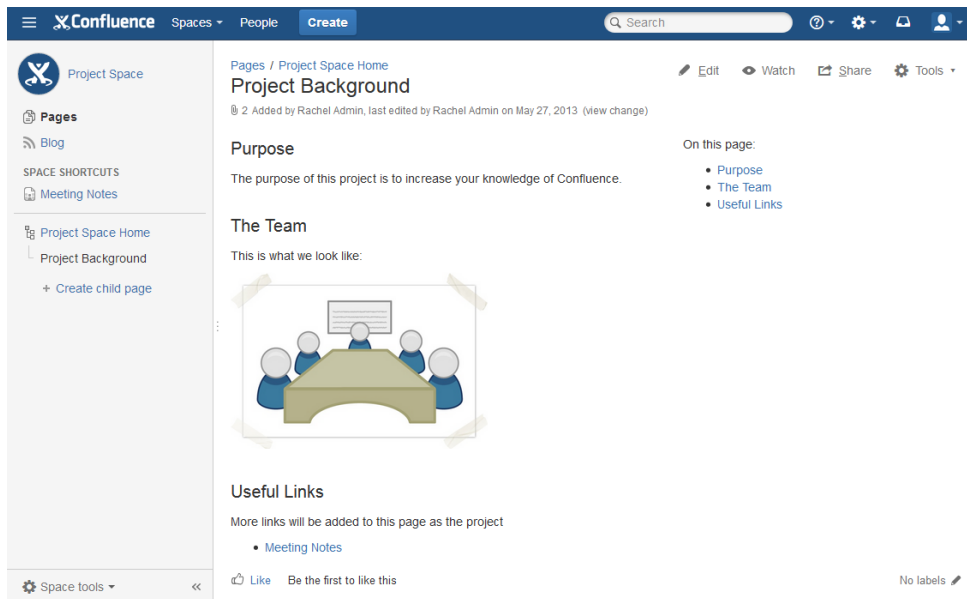 Confluence Spaces People Create Search
Project Space
Pages
Blog
SPACE SHORTCUTS
Meeting Notes
Project Space Home
Project Background
+ Create child page
Space tools
Pages / Project Space Home
Project Background
2 Added by Rachel Admin, last edited by Rachel Admin on May 27, 2013 (view change)
Edit Watch Share Tools
Purpose
The purpose of this project is to increase your knowledge of Confluence.
The Team
This is what we look like:
Useful Links
More links will be added to this page as the project
• Meeting Notes
Like Be the first to like this
No labels
On this page:
• Purpose
• The Team
• Useful Links